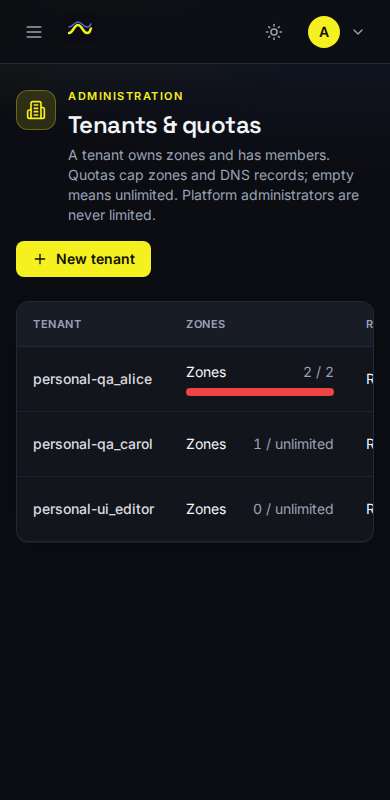 A
ADMINISTRATION
Tenants & quotas
A tenant owns zones and has members.
Quotas cap zones and DNS records; empty
means unlimited. Platform administrators are
never limited.
+ New tenant
TENANT ZONES
personal-qa_alice Zones 2 / 2
personal-qa_carol Zones 1 / unlimited
personal-ui_editor Zones 0 / unlimited